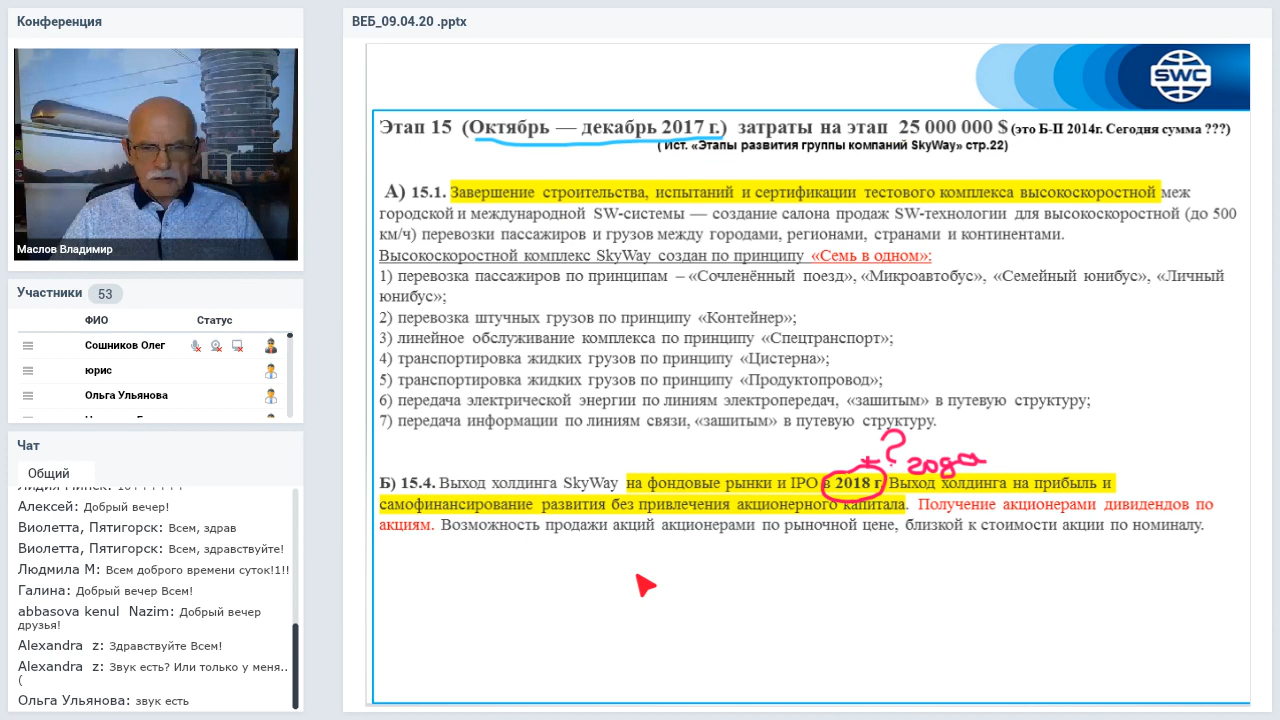 Конференция
Маслов Владимир
Участники 53
ФИО Статус
Сошников Олег
юрис
Ольга Ульянова
Чат
Общий
Алексей: Добрый вечер!
Виолетта, Пятигорск: Всем, здрав
Виолетта, Пятигорск: Всем, здравствуйте!
Людмила М: Всем доброго времени суток!1!!
Галина: Добрый вечер Всем!
abbasova kenul Nazim: Добрый вечер
друзья!
Alexandra z: Здравствуйте Всем!
Alexandra z: Звук есть? Или только у меня..
(
Ольга Ульянова: звук есть
ВЕБ_09.04.20 .pptx
SWC
Этап 15 (Октябрь — декабрь 2017 г.) затраты на этап 25 000 000 $ (это Б-П 2014г. Сегодня сумма ???)
( Ист. «Этапы развития группы компаний SkyWay» стр.22)
А) 15.1. Завершение строительства, испытаний и сертификации тестового комплекса высокоскоростной меж
городской и международной SW-системы — создание салона продаж SW-технологии для высокоскоростной (до 500
км/ч) перевозки пассажиров и грузов между городами, регионами, странами и континентами.
Высокоскоростной комплекс SkyWay создан по принципу «Семь в одном»:
1) перевозка пассажиров по принципам – «Сочленённый поезд», «Микроавтобус», «Семейный юнибус», «Личный
юнибус»;
2) перевозка штучных грузов по принципу «Контейнер»;
3) линейное обслуживание комплекса по принципу «Спецтранспорт»;
4) транспортировка жидких грузов по принципу «Цистерна»;
5) транспортировка жидких грузов по принципу «Продуктопровод»;
6) передача электрической энергии по линиям электропередач, «зашитым» в путевую структуру;
7) передача информации по линиям связи, «зашитым» в путевую структуру.
+ ? года
Б) 15.4. Выход холдинга SkyWay на фондовые рынки и IPO в 2018 г. Выход холдинга на прибыль и
самофинансирование развития без привлечения акционерного капитала. Получение акционерами дивидендов по
акциям. Возможность продажи акций акционерами по рыночной цене, близкой к стоимости акции по номиналу.